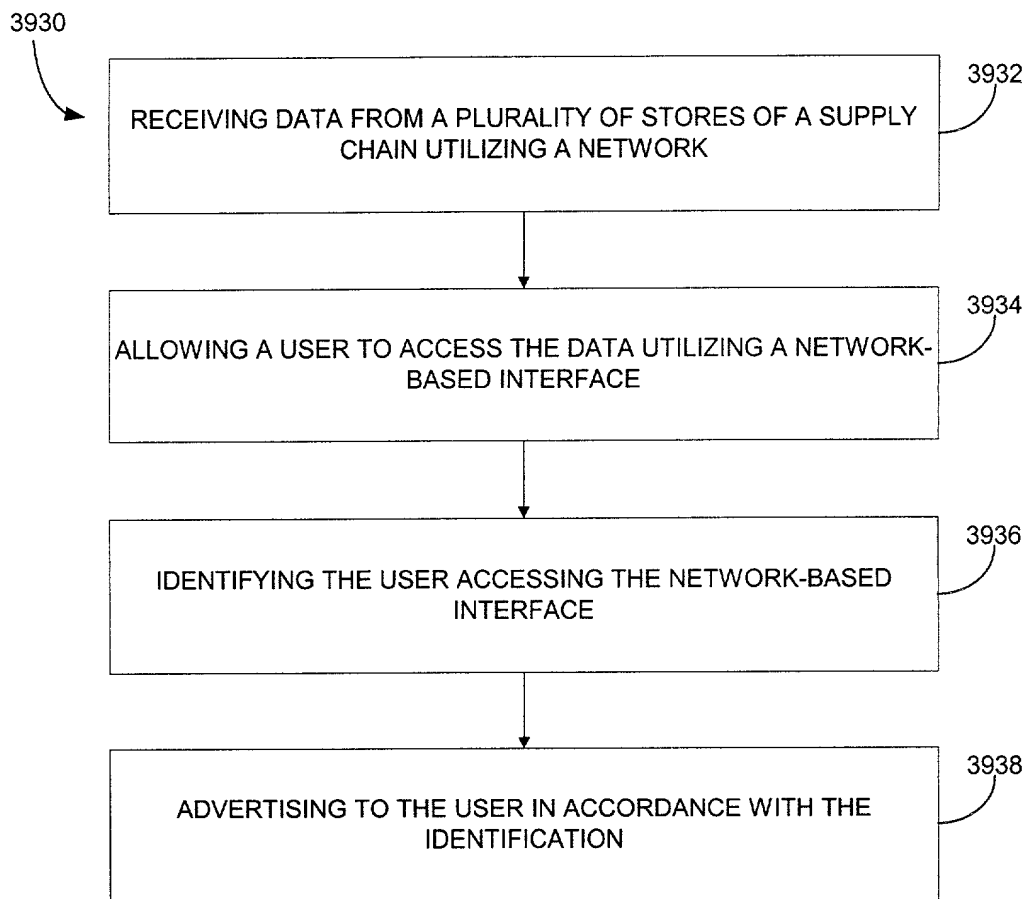 3930
3932
RECEIVING DATA FROM A PLURALITY OF STORES OF A SUPPLY
CHAIN UTILIZING A NETWORK
3934
ALLOWING A USER TO ACCESS THE DATA UTILIZING A NETWORK-
BASED INTERFACE
3936
IDENTIFYING THE USER ACCESSING THE NETWORK-BASED
INTERFACE
3938
ADVERTISING TO THE USER IN ACCORDANCE WITH THE
IDENTIFICATION